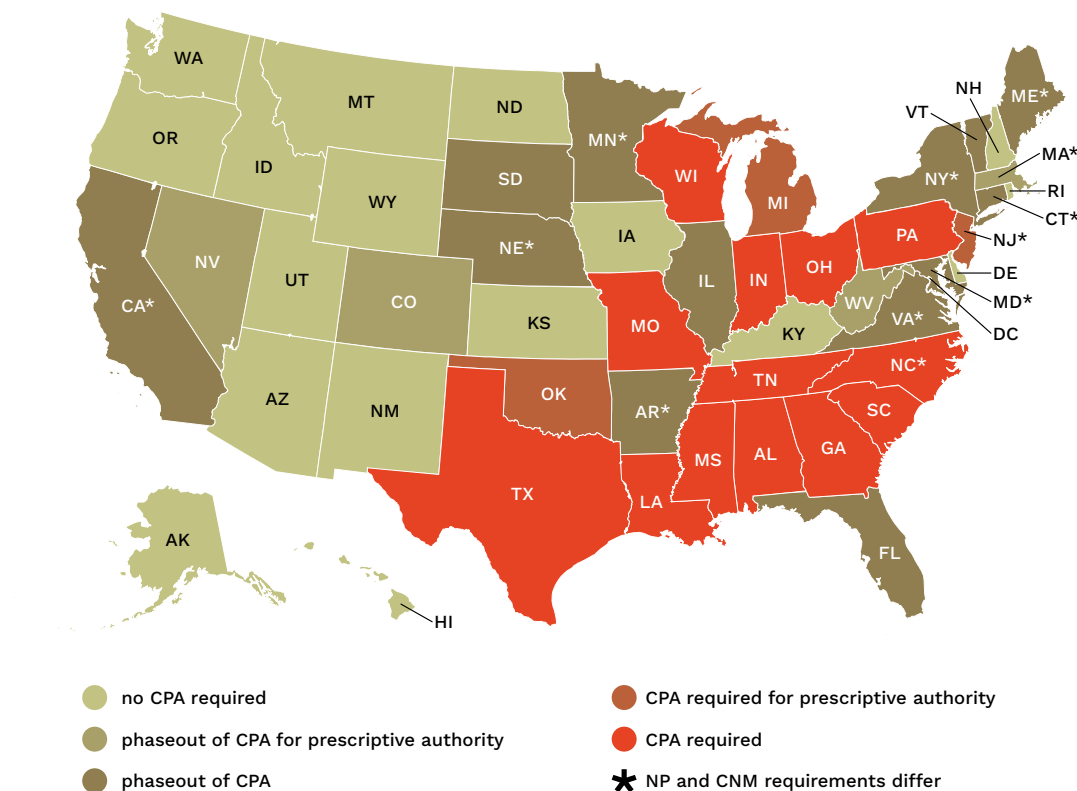 WA
MT
ND
OR
ID
WY
SD
MN*
WI
MI
NH
VT
ME*
MA*
NY*
RI
CT*
NJ*
PA
DE
MD*
DC
NE*
IA
IL
IN
OH
WV
VA*
CA*
NV
UT
CO
KS
MO
KY
AZ
NM
OK
AR*
TN
NC*
SC
TX
LA
MS
AL
GA
FL
AK
HI
no CPA required
phaseout of CPA for prescriptive authority
phaseout of CPA
CPA required for prescriptive authority
CPA required
* NP and CNM requirements differ